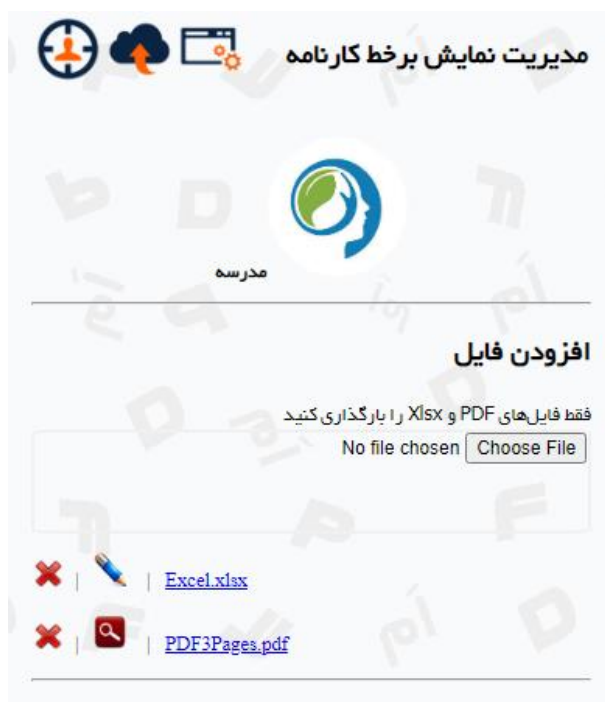 مدیریت نمایش برخط کارنامه
مدرسه
افزودن فایل
فقط فایل‌های PDF و Xlsx را بارگذاری کنید
Choose File No file chosen
Excel.xlsx | |
PDF3Pages.pdf | |